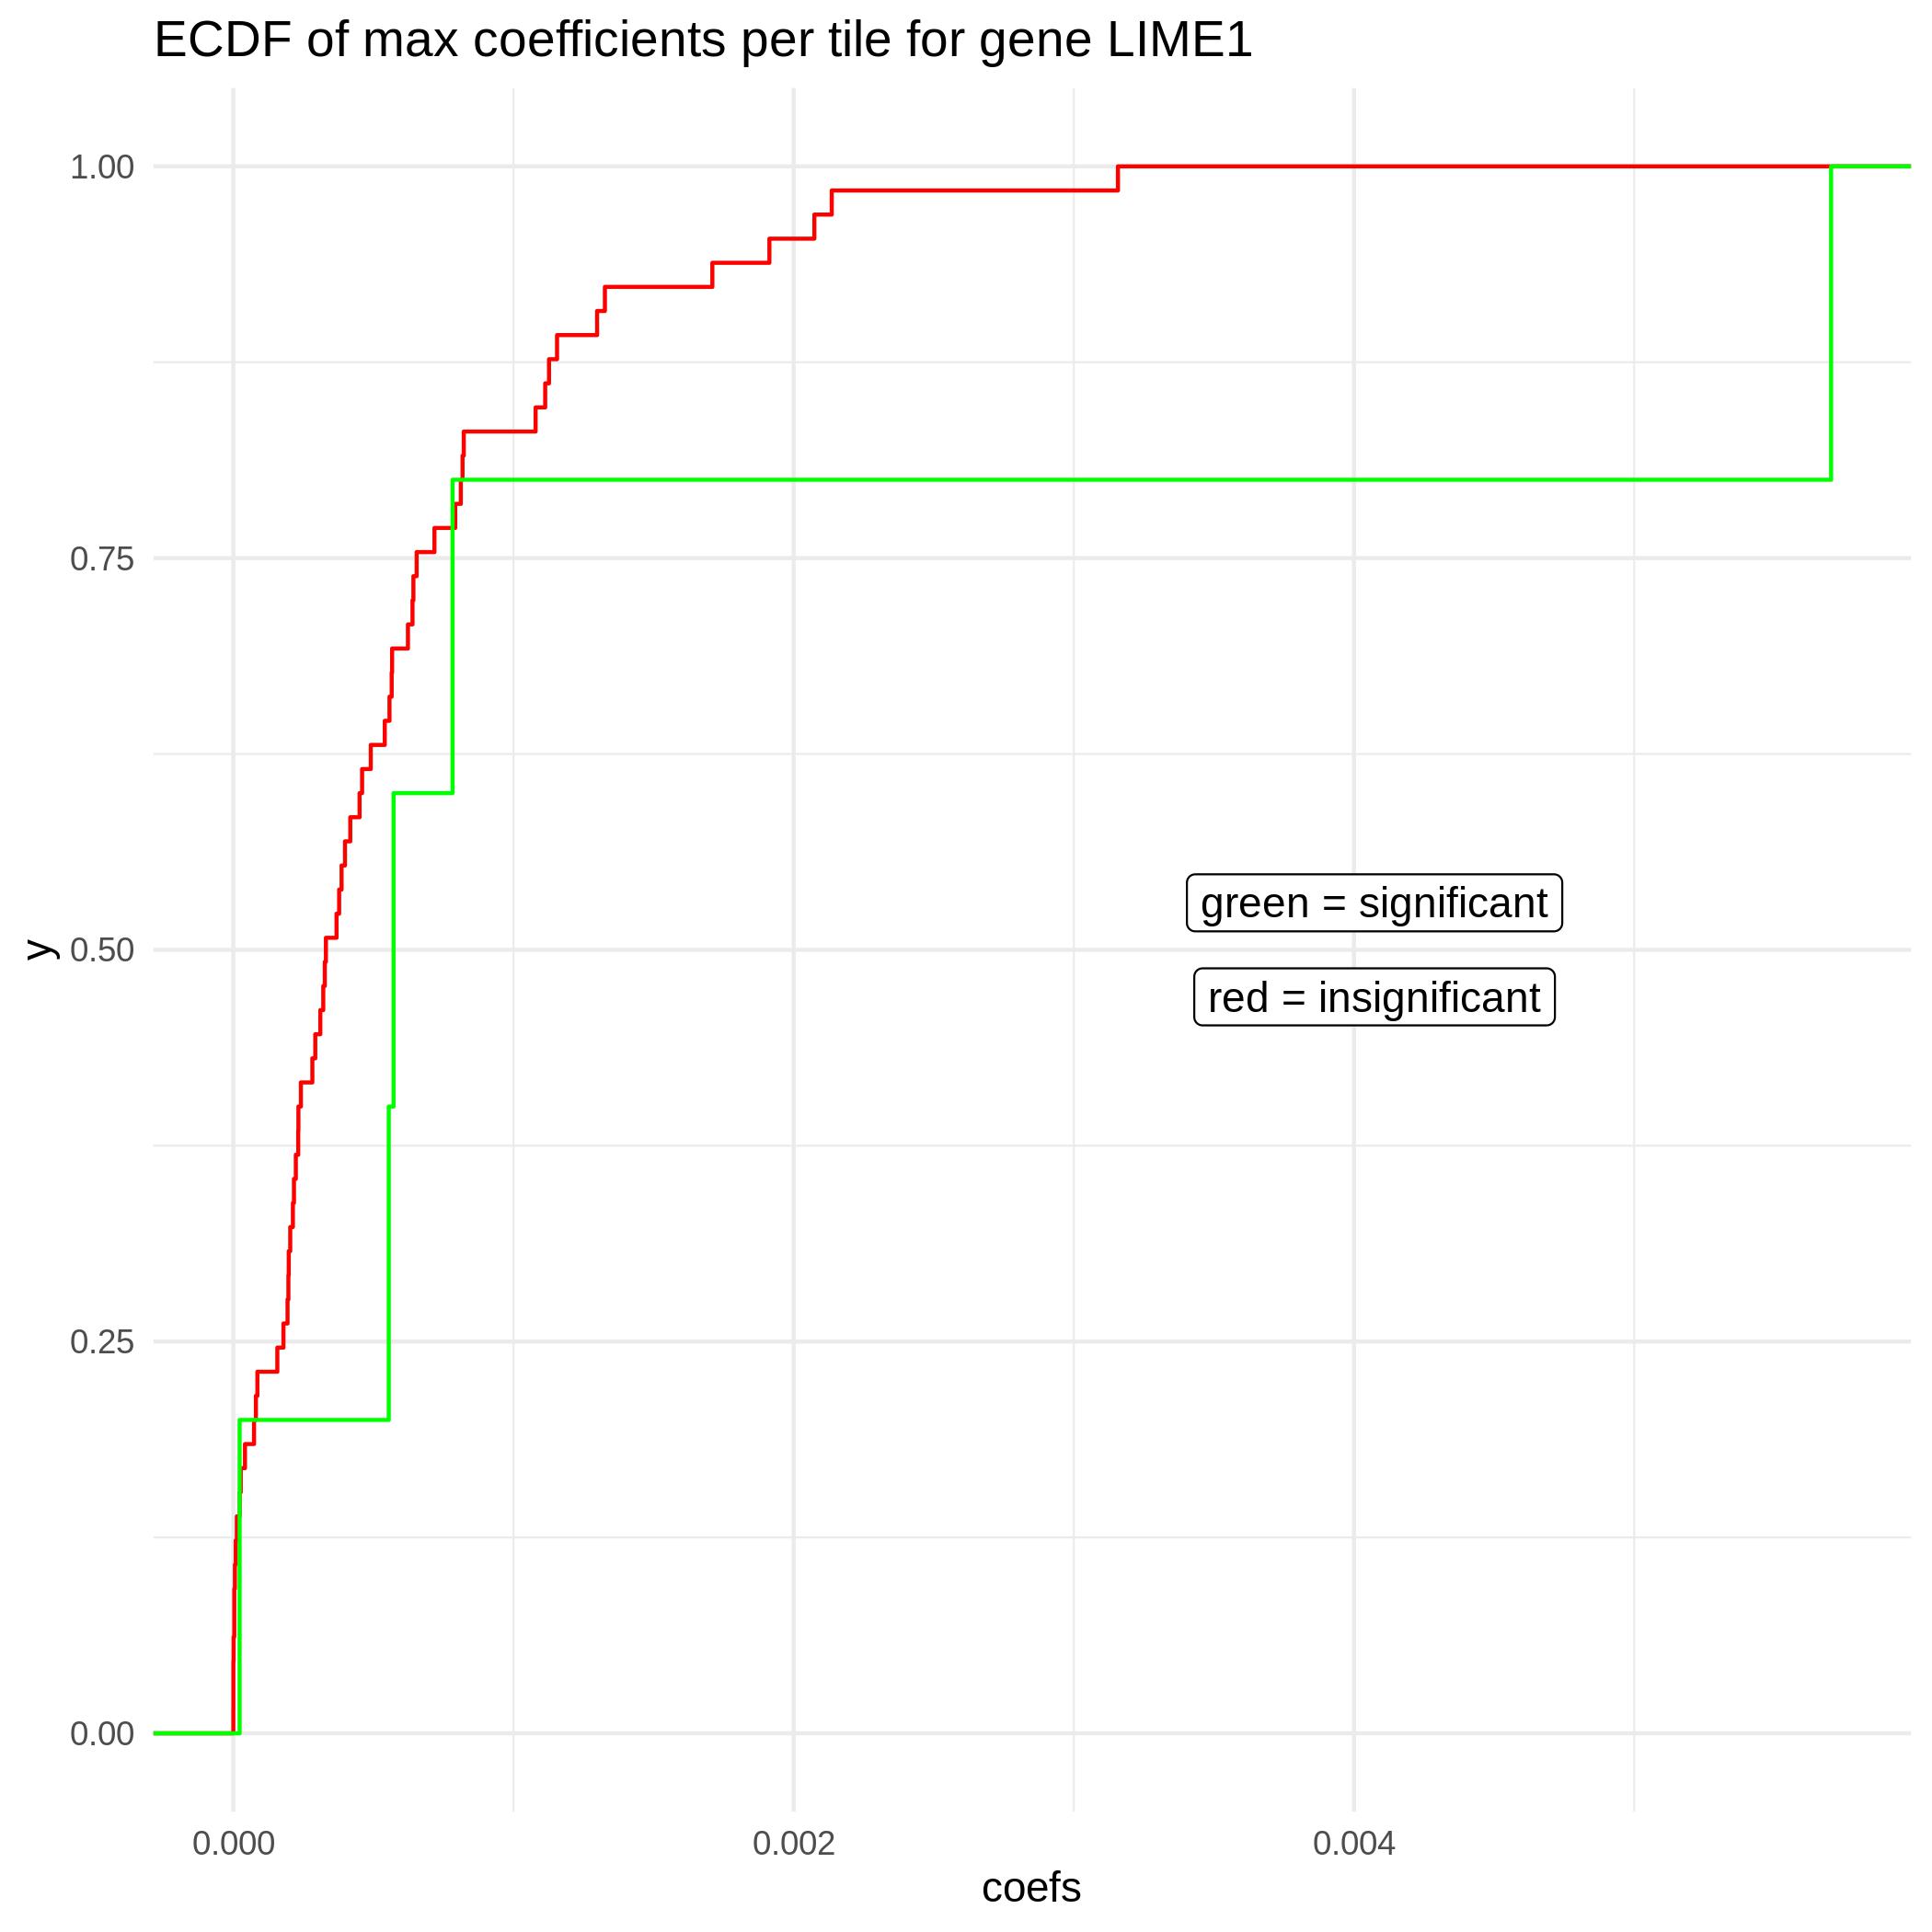 ECDF of max coefficients per tile for gene LIME1
1.00
0.75
0.50
0.25
0.00
y
green = significant
red = insignificant
0.000
0.002
0.004
coefs